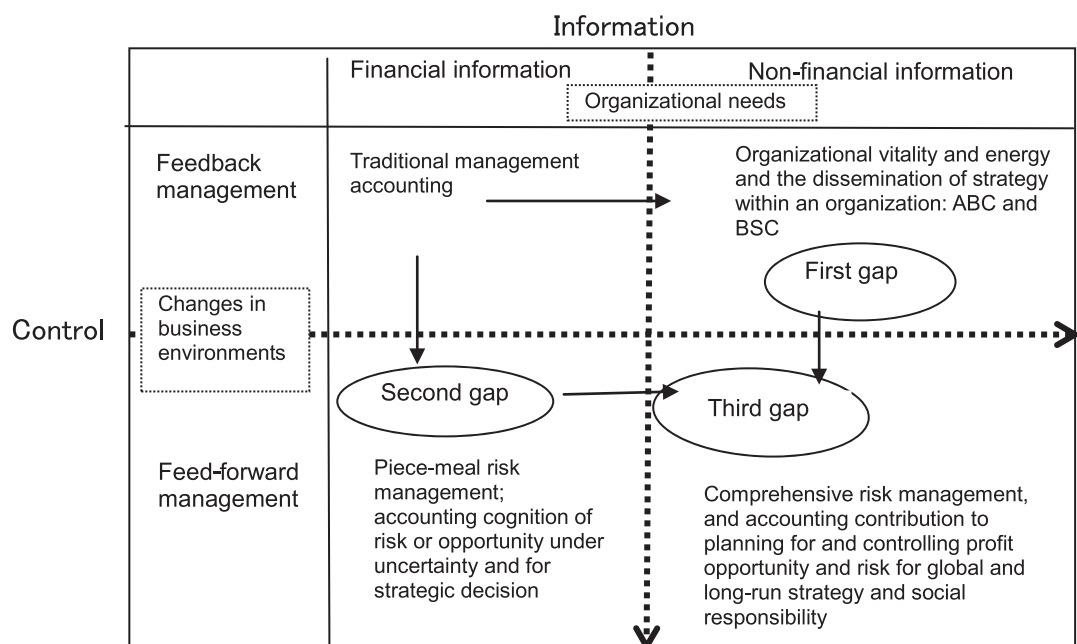 Information
Financial information
Non-financial information
Organizational needs
Feedback
management
Traditional management
accounting
Organizational vitality and energy
and the dissemination of strategy
within an organization: ABC and
BSC
First gap
Control
Changes in
business
environments
Second gap
Third gap
Feed-forward
management
Piece-meal risk
management;
accounting cognition of
risk or opportunity under
uncertainty and for
strategic decision
Comprehensive risk management,
and accounting contribution to
planning for and controlling profit
opportunity and risk for global and
long-run strategy and social
responsibility